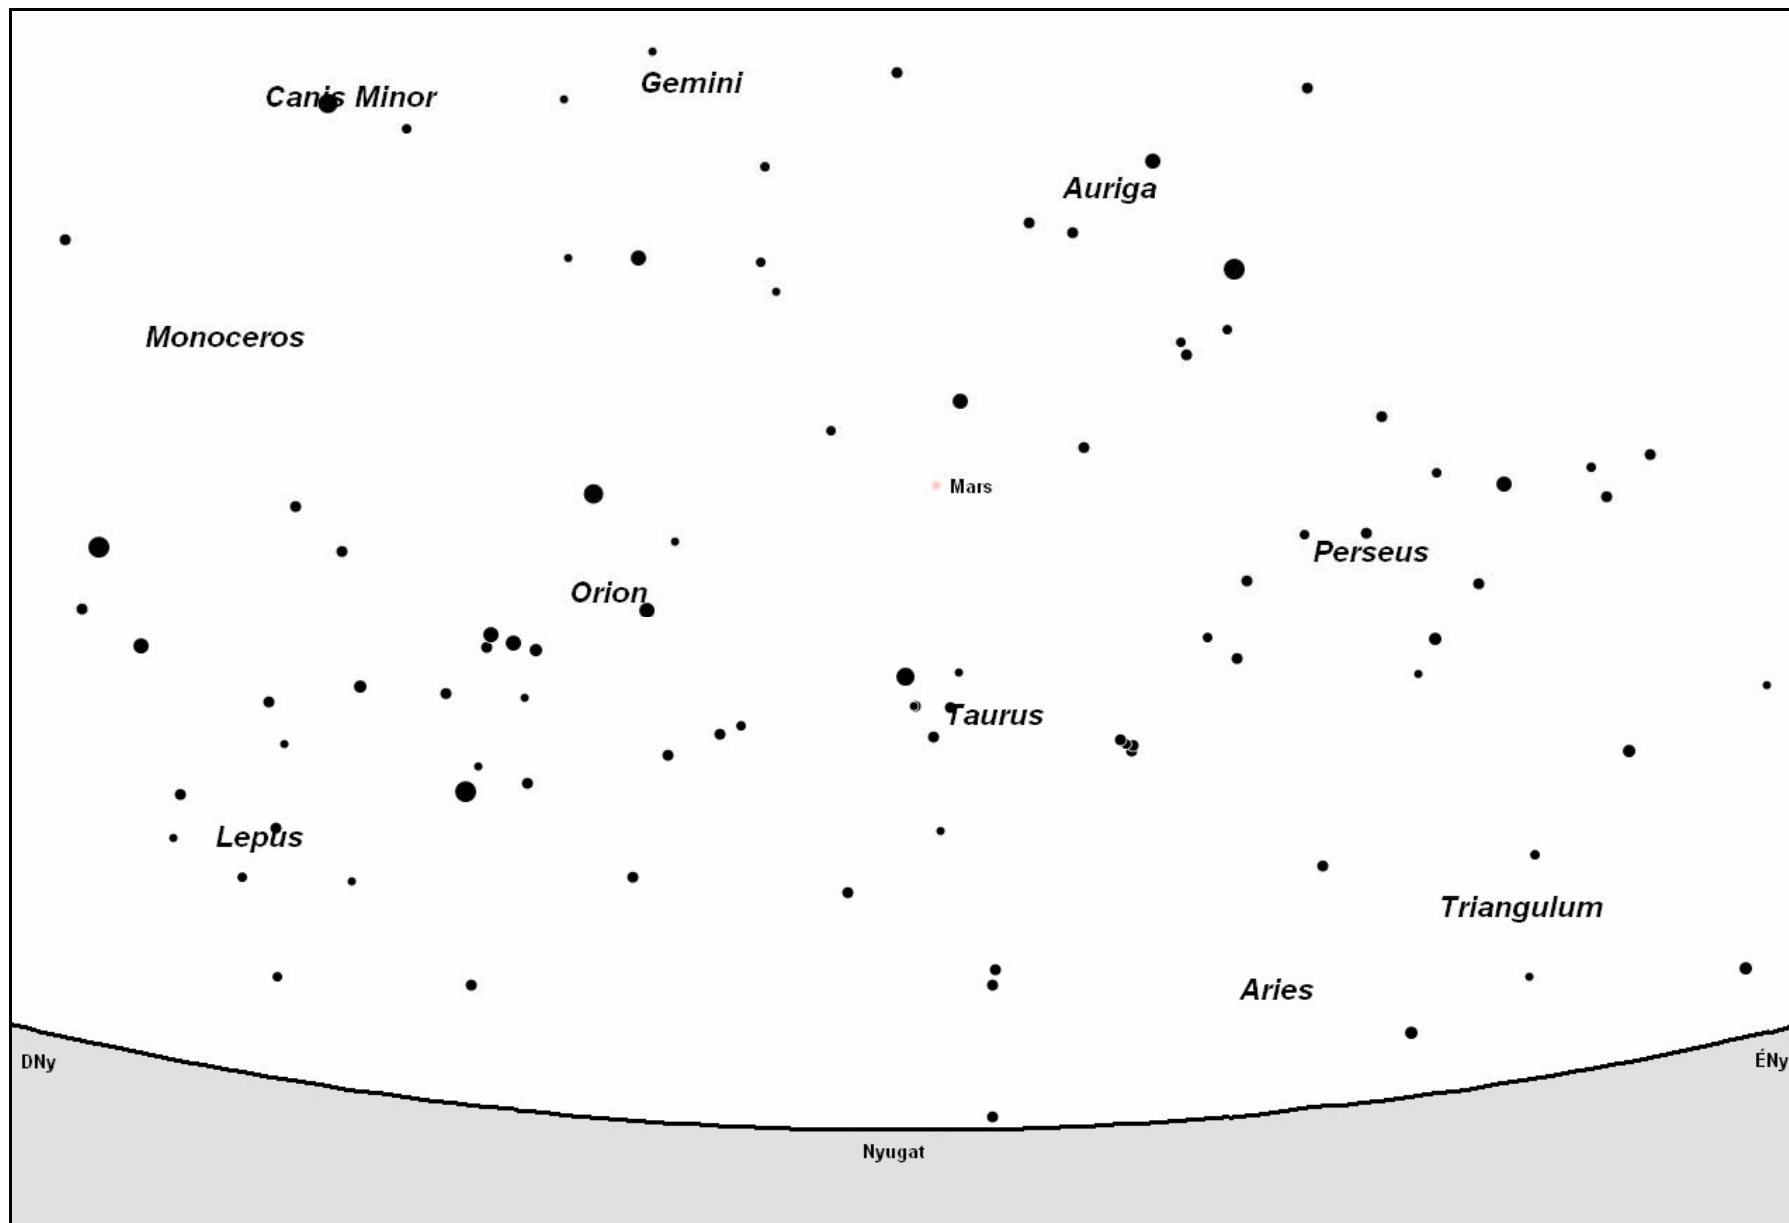 Canis Minor
Gemini
Auriga
Monoceros
Mars
Perseus
Orion
Taurus
Lepus
Triangulum
Aries
DNy
ÉNy
Nyugat